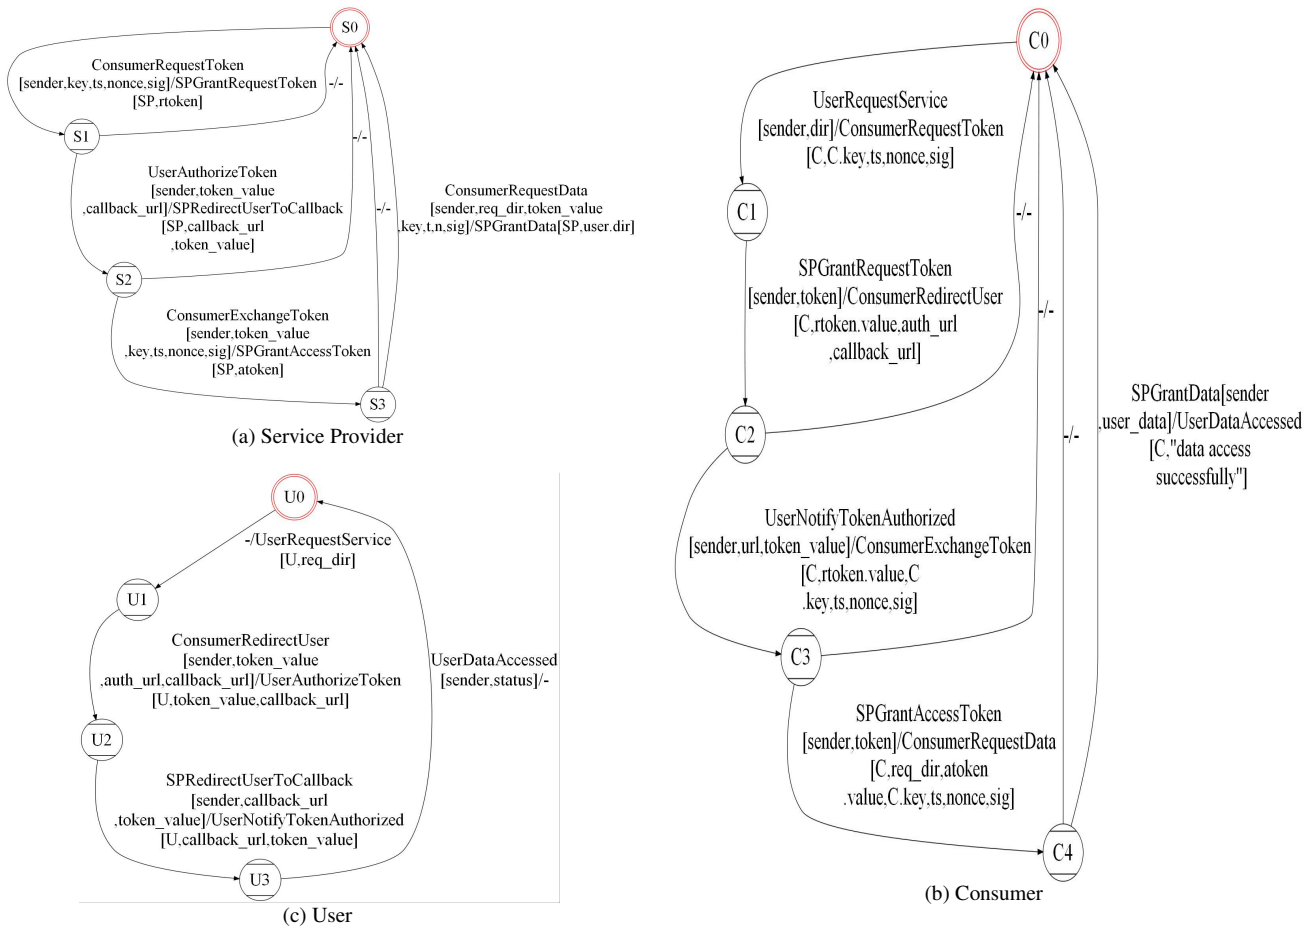 S0
ConsumerRequestToken
[sender,key,ts,nonce,sig]/SPGrantRequestToken
[SP,rtoken]
-/-
S1
-/-
UserAuthorizeToken
[sender,token_value
,callback_url]/SPRedirectUserToCallback
[SP,callback_url
,token_value]
-/-
ConsumerRequestData
[sender,req_dir,token_value
,key,t,n,sig]/SPGrantData[SP,user.dir]
S2
ConsumerExchangeToken
[sender,token_value
,key,ts,nonce,sig]/SPGrantAccessToken
[SP,atoken]
S3
(a) Service Provider
U0
-/UserRequestService
[U,req_dir]
U1
ConsumerRedirectUser
[sender,token_value
,auth_url,callback_url]/UserAuthorizeToken
[U,token_value,callback_url]
UserDataAccessed
[sender,status]/-
U2
SPRedirectUserToCallback
[sender,callback_url
,token_value]/UserNotifyTokenAuthorized
[U,callback_url,token_value]
U3
(c) User
C0
UserRequestService
[sender,dir]/ConsumerRequestToken
[C,C.key,ts,nonce,sig]
C1
-/-
SPGrantRequestToken
[sender,token]/ConsumerRedirectUser
[C,rtoken.value,auth_url
,callback_url]
-/-
C2
-/-
SPGrantData[sender
,user_data]/UserDataAccessed
[C,"data access
successfully"]
UserNotifyTokenAuthorized
[sender,url,token_value]/ConsumerExchangeToken
[C,rtoken.value,C
.key,ts,nonce,sig]
C3
SPGrantAccessToken
[sender,token]/ConsumerRequestData
[C,req_dir,atoken
.value,C.key,ts,nonce,sig]
C4
(b) Consumer